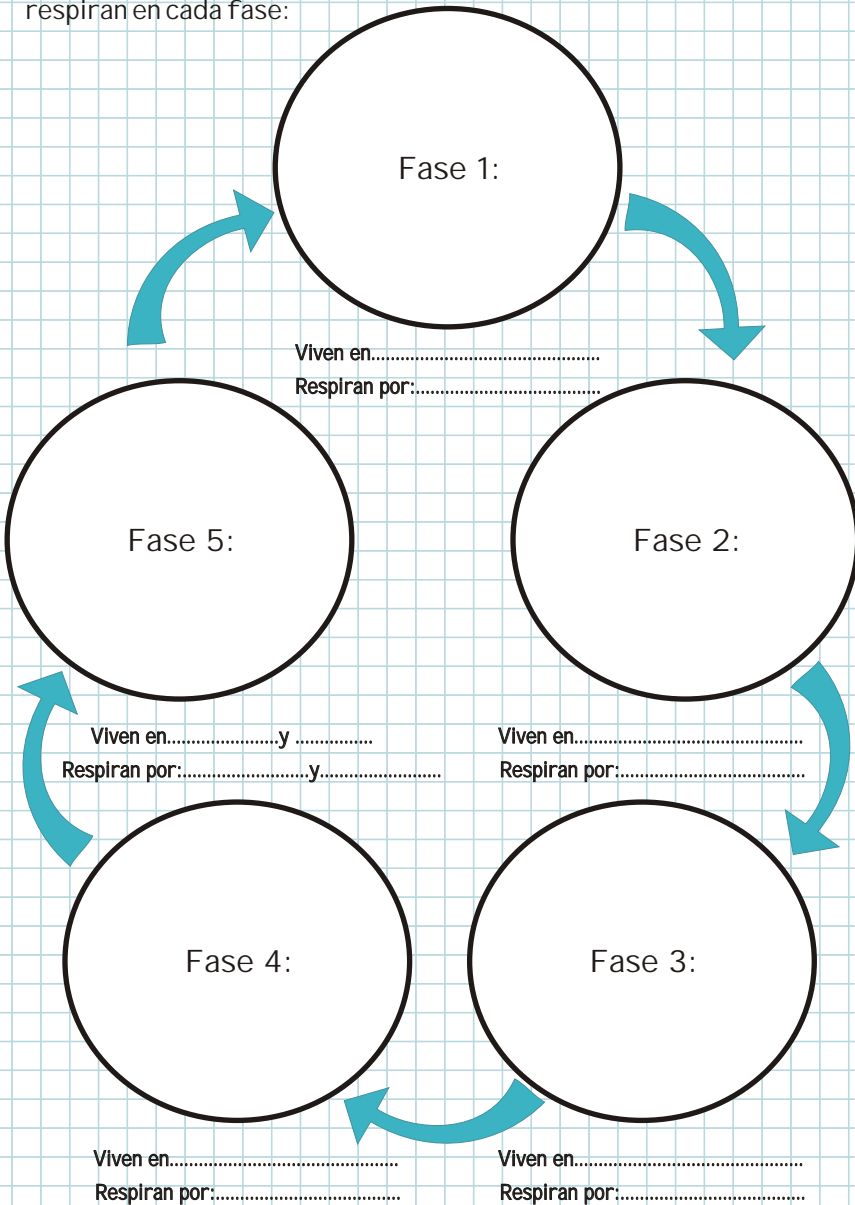 respiran en cada fase:
Fase 1:
Viven en...............................................
Respiran por:......................................
Fase 5:
Fase 2:
Viven en.......................y ................
Respiran por:..........................y.........................
Viven en...............................................
Respiran por:......................................
Fase 4:
Fase 3:
Viven en...............................................
Respiran por:......................................
Viven en...............................................
Respiran por:......................................